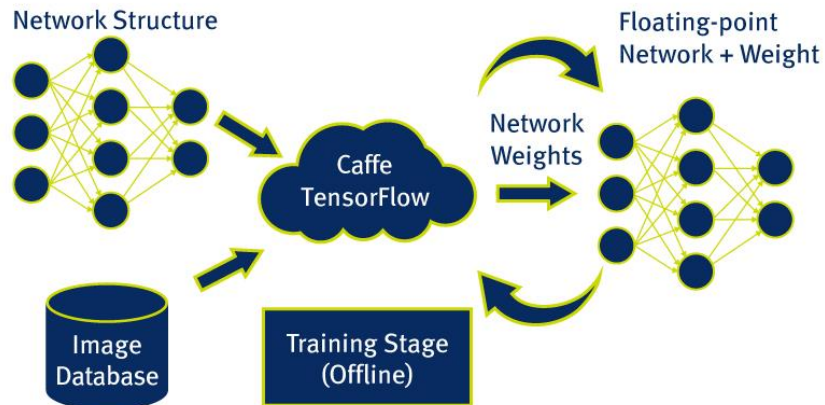 Network Structure
Floating-point
Network + Weight
Network
Weights
Caffe
TensorFlow
Image
Database
Training Stage
(Offline)